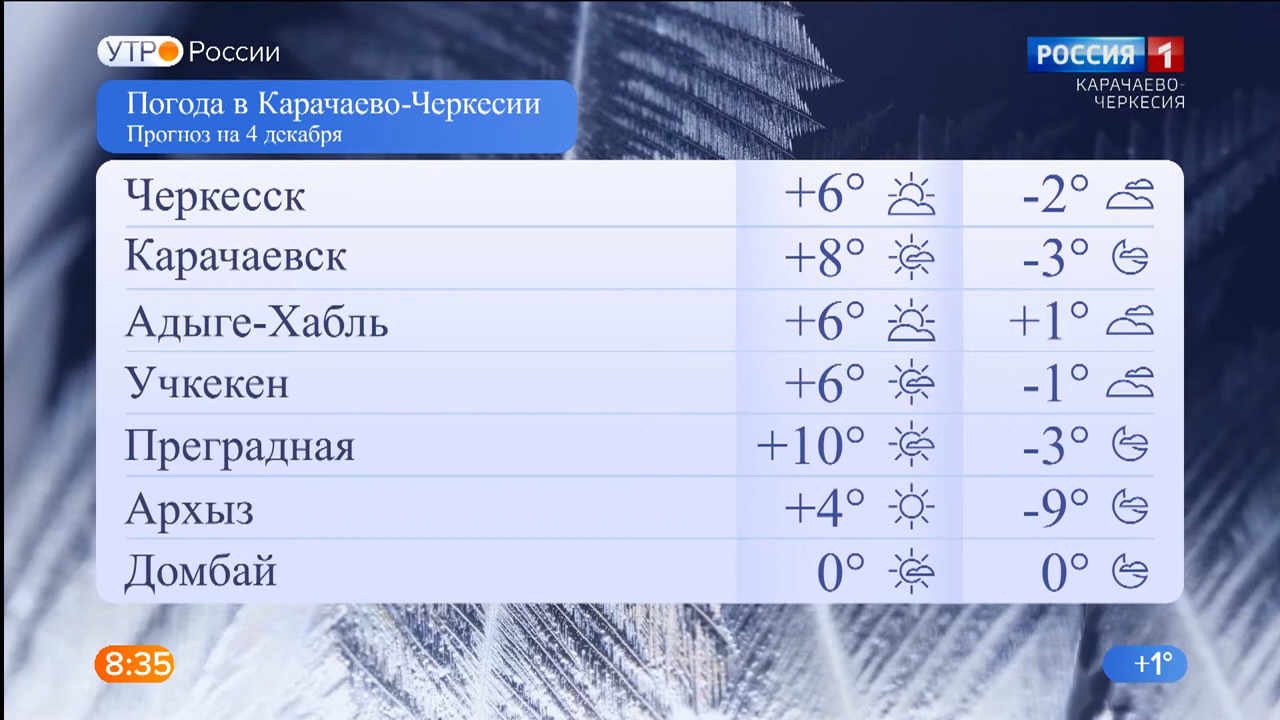 УТРО России
РОССИЯ 1
КАРАЧАЕВО-
ЧЕРКЕСИЯ
Погода в Карачаево-Черкесии
Прогноз на 4 декабря
Черкесск +6° -2°
Карачаевск +8° -3°
Адыге-Хабль +6° +1°
Учкекен +6° -1°
Преградная +10° -3°
Архыз +4° -9°
Домбай 0° 0°
8:35 +1°